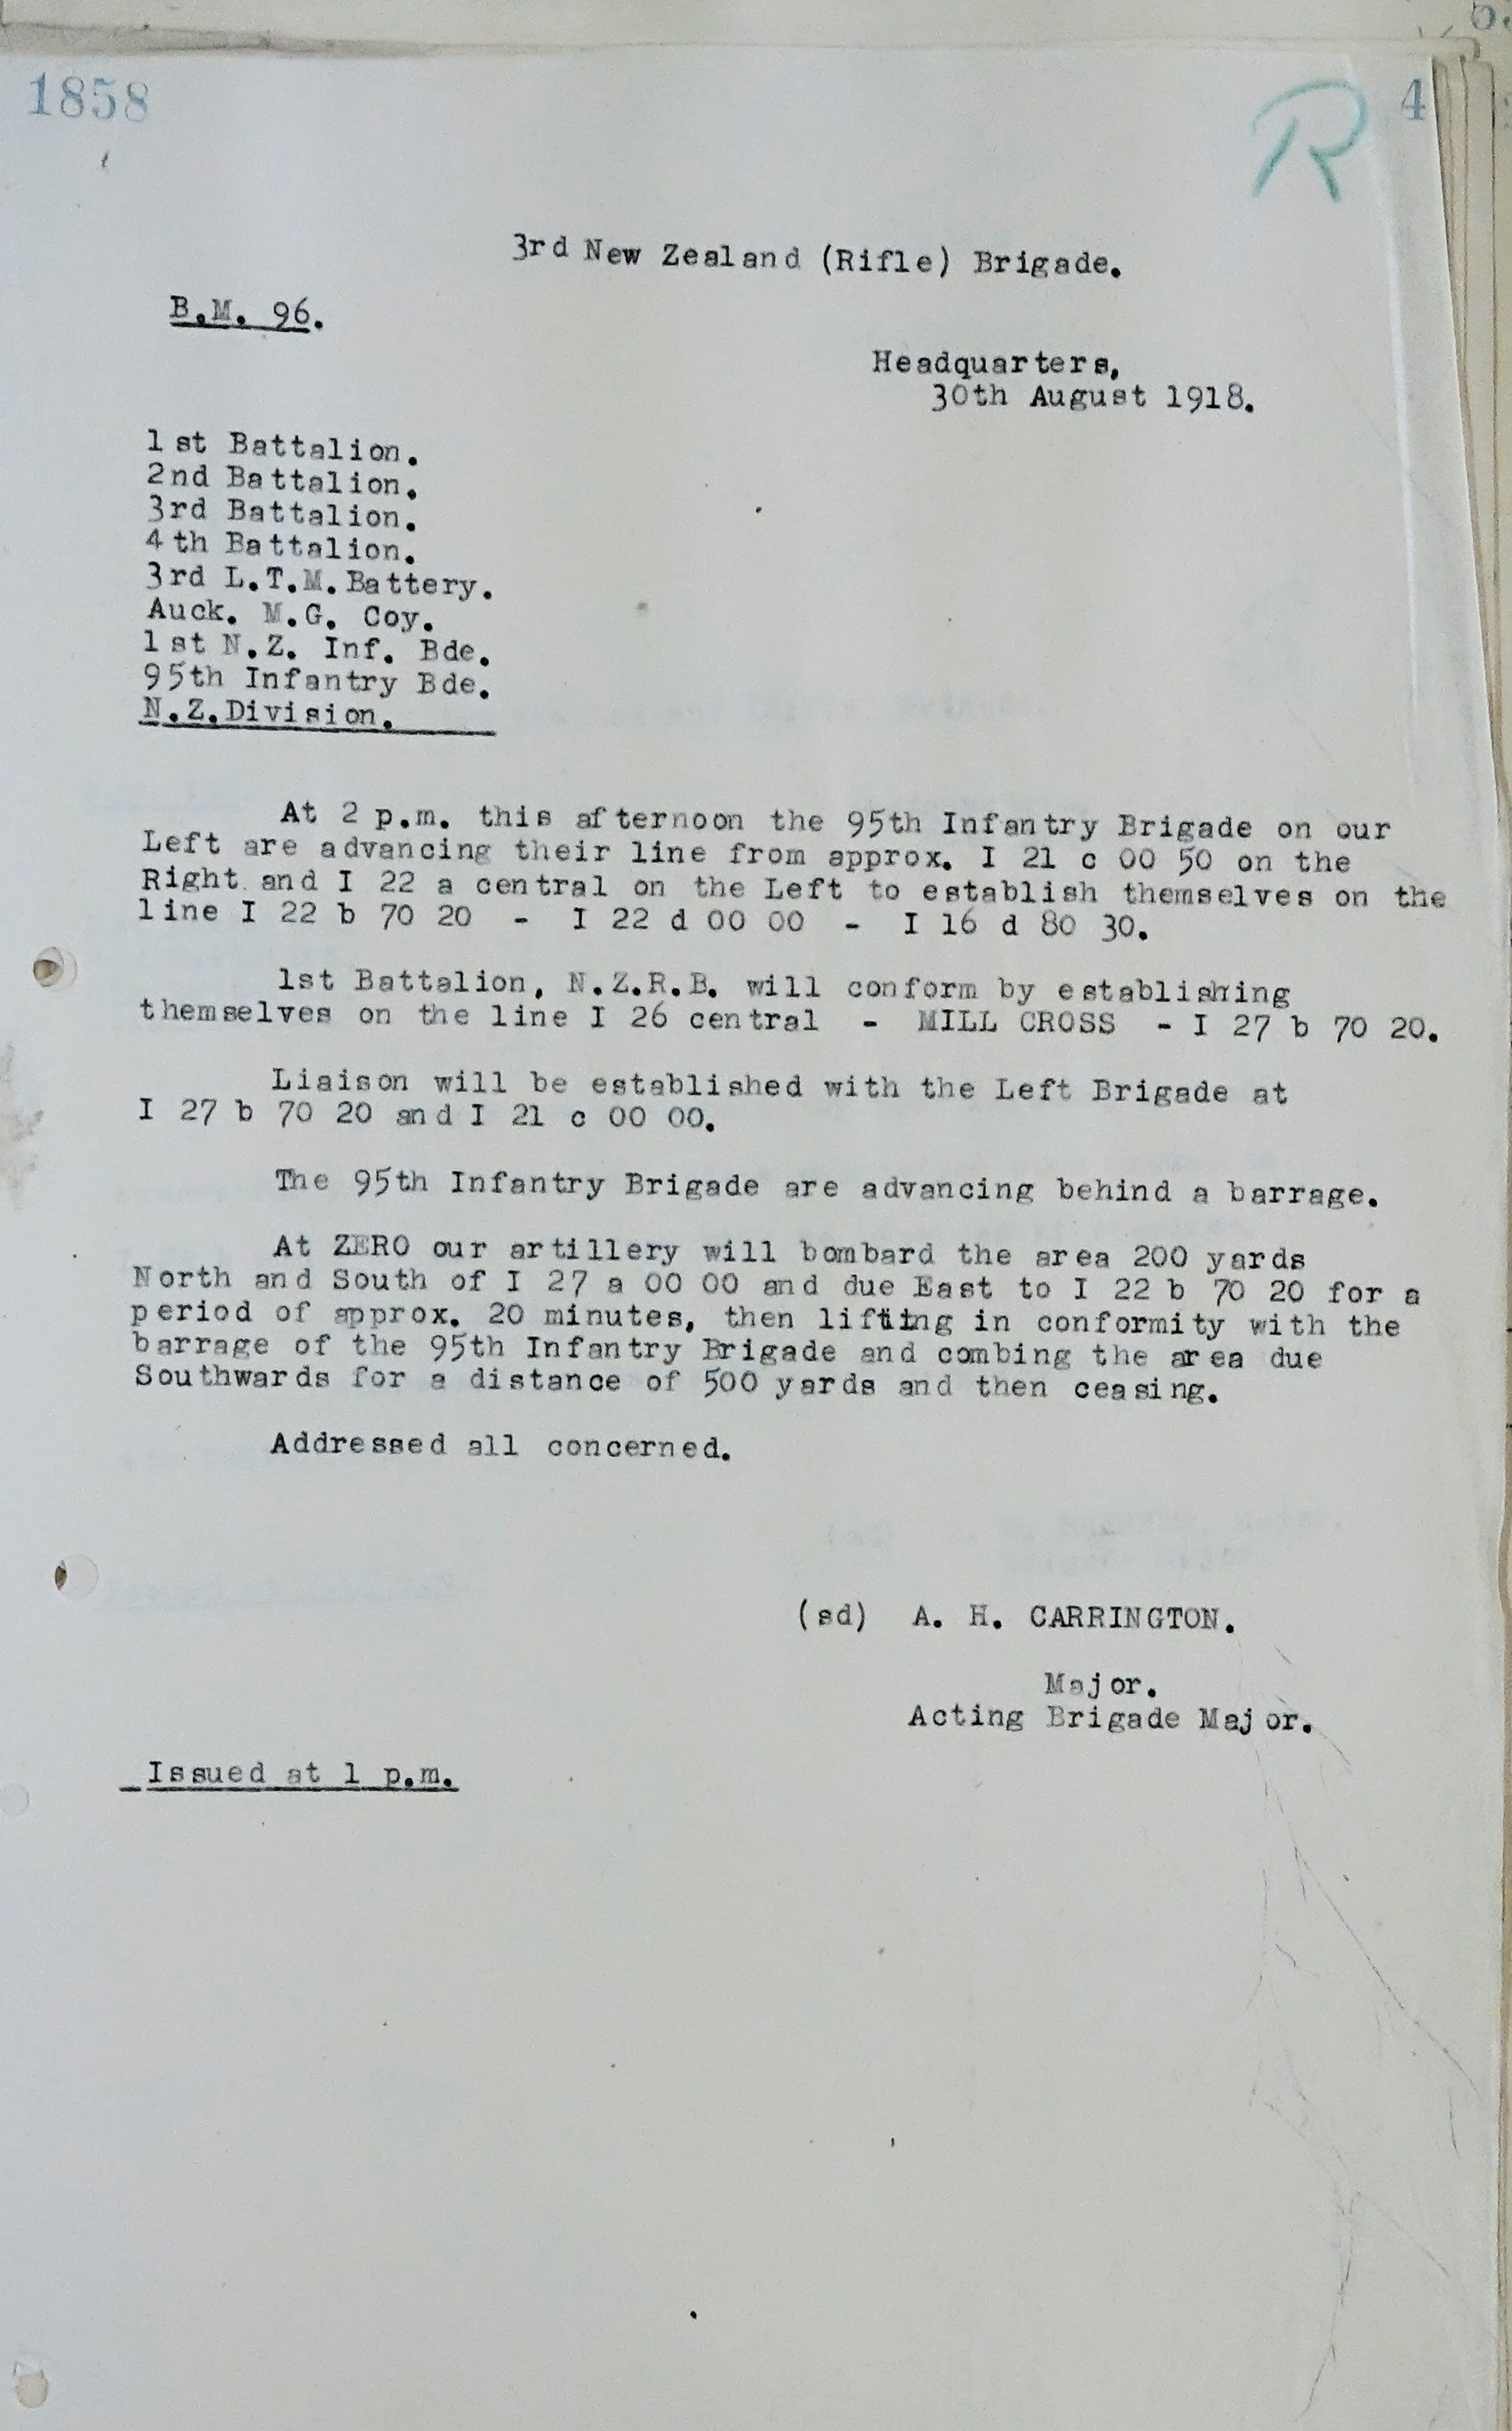 1858
R 4
3rd New Zealand (Rifle) Brigade.
B.M. 96.
Headquarters,
30th August 1918.
1st Battalion.
2nd Battalion.
3rd Battalion.
4th Battalion.
3rd L.T.M.Battery.
Auck. M.G. Coy.
1st N.Z. Inf. Bde.
95th Infantry Bde.
N.Z.Division.
At 2 p.m. this afternoon the 95th Infantry Brigade on our
Left are advancing their line from approx. I 21 c 00 50 on the
Right and I 22 a central on the Left to establish themselves on the
line I 22 b 70 20 - I 22 d 00 00 - I 16 d 80 30.
1st Battalion, N.Z.R.B. will conform by establishing
themselves on the line I 26 central - MILL CROSS - I 27 b 70 20.
Liaison will be established with the Left Brigade at
I 27 b 70 20 and I 21 c 00 00.
The 95th Infantry Brigade are advancing behind a barrage.
At ZERO our artillery will bombard the area 200 yards
North and South of I 27 a 00 00 and due East to I 22 b 70 20 for a
period of approx. 20 minutes, then lifting in conformity with the
barrage of the 95th Infantry Brigade and combing the area due
Southwards for a distance of 500 yards and then ceasing.
Addressed all concerned.
(sd) A. H. CARRINGTON.
Major.
Acting Brigade Major.
Issued at 1 p.m.